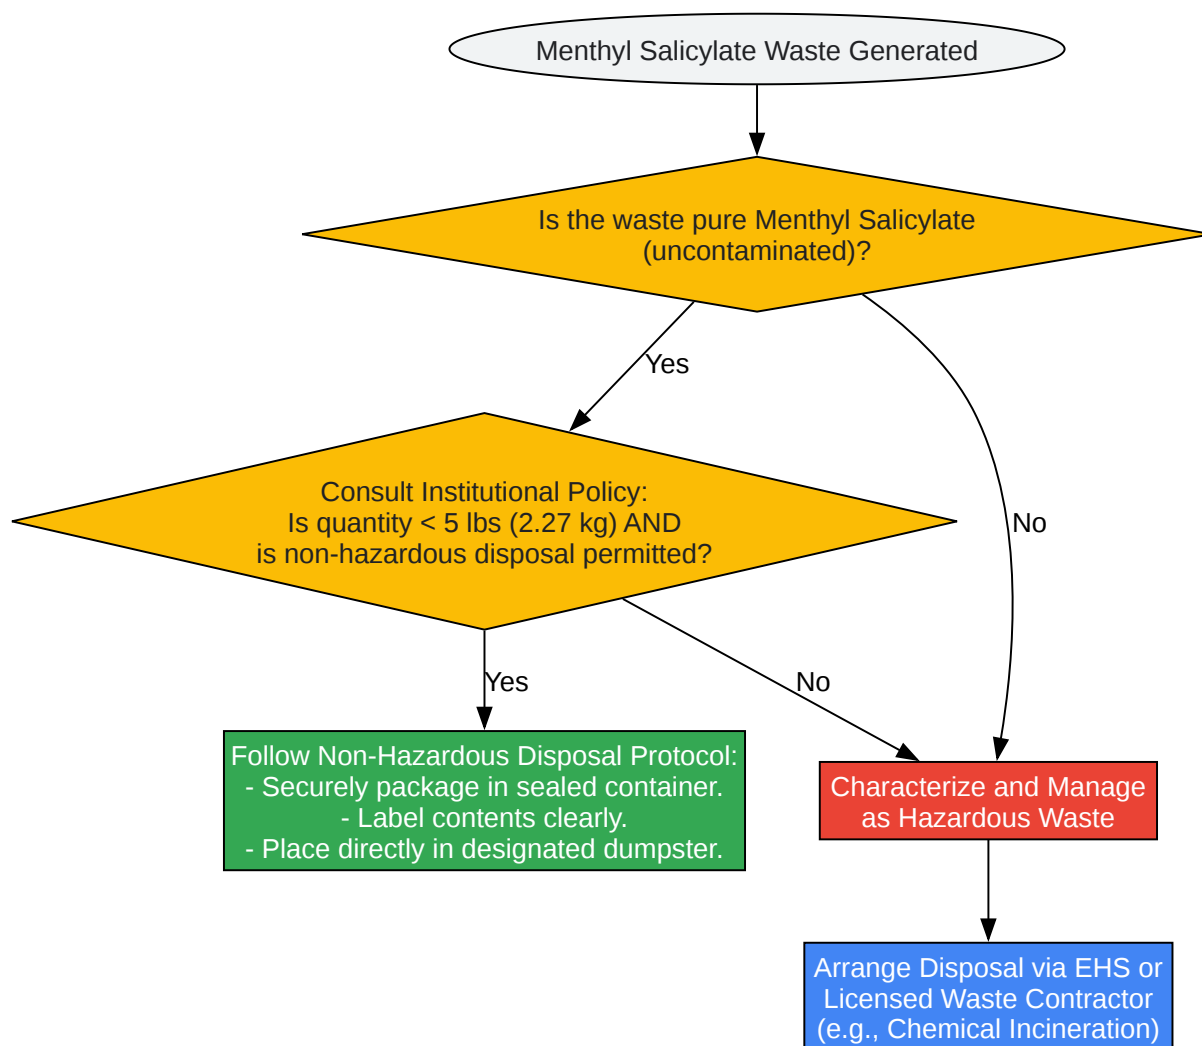 Menthyl Salicylate Waste Generated
Is the waste pure Menthyl Salicylate
(uncontaminated)?
Yes
No
Consult Institutional Policy:
Is quantity < 5 lbs (2.27 kg) AND
is non-hazardous disposal permitted?
Yes
No
Follow Non-Hazardous Disposal Protocol:
- Securely package in sealed container.
- Label contents clearly.
- Place directly in designated dumpster.
Characterize and Manage
as Hazardous Waste
Arrange Disposal via EHS or
Licensed Waste Contractor
(e.g., Chemical Incineration)